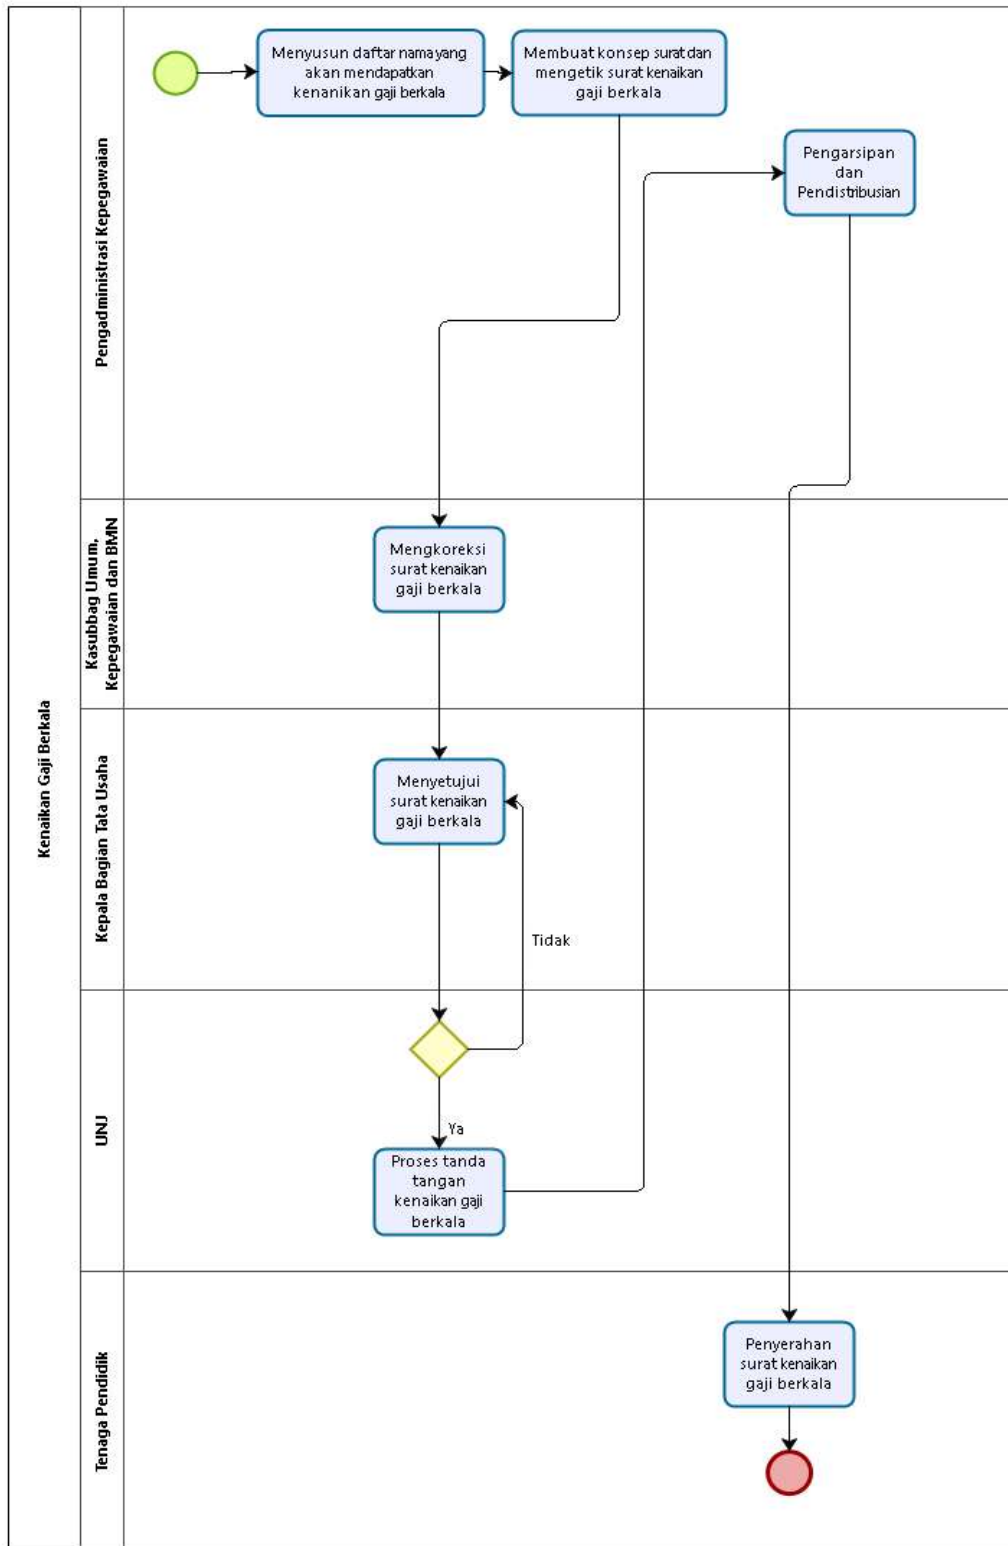 Kenaikan Gaji Berkala
Pengadministrasi Kepegawaian
Menyusun daftar nama yang
akan mendapatkan
kenanikan gaji berkala
Membuat konsep surat dan
mengetik surat kenaikan
gaji berkala
Pengarsipan
dan
Pendistribusian
Kasubbag Umum,
Kepegawaian dan BMN
Mengkoreksi
surat kenaikan
gaji berkala
Kepala Bagian Tata Usaha
Menyetujui
surat kenaikan
gaji berkala
Tidak
UNJ
Ya
Proses tanda
tangan
kenaikan gaji
berkala
Tenaga Pendidik
Penyerahan
surat kenaikan
gaji berkala